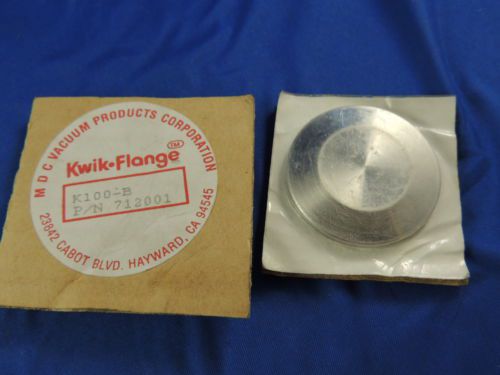 M D C VACUUM PRODUCTS CORPORATION
Kwik-Flange TM
K100-B
P/N 712001
23842 CABOT BLVD. HAYWARD, CA 94545